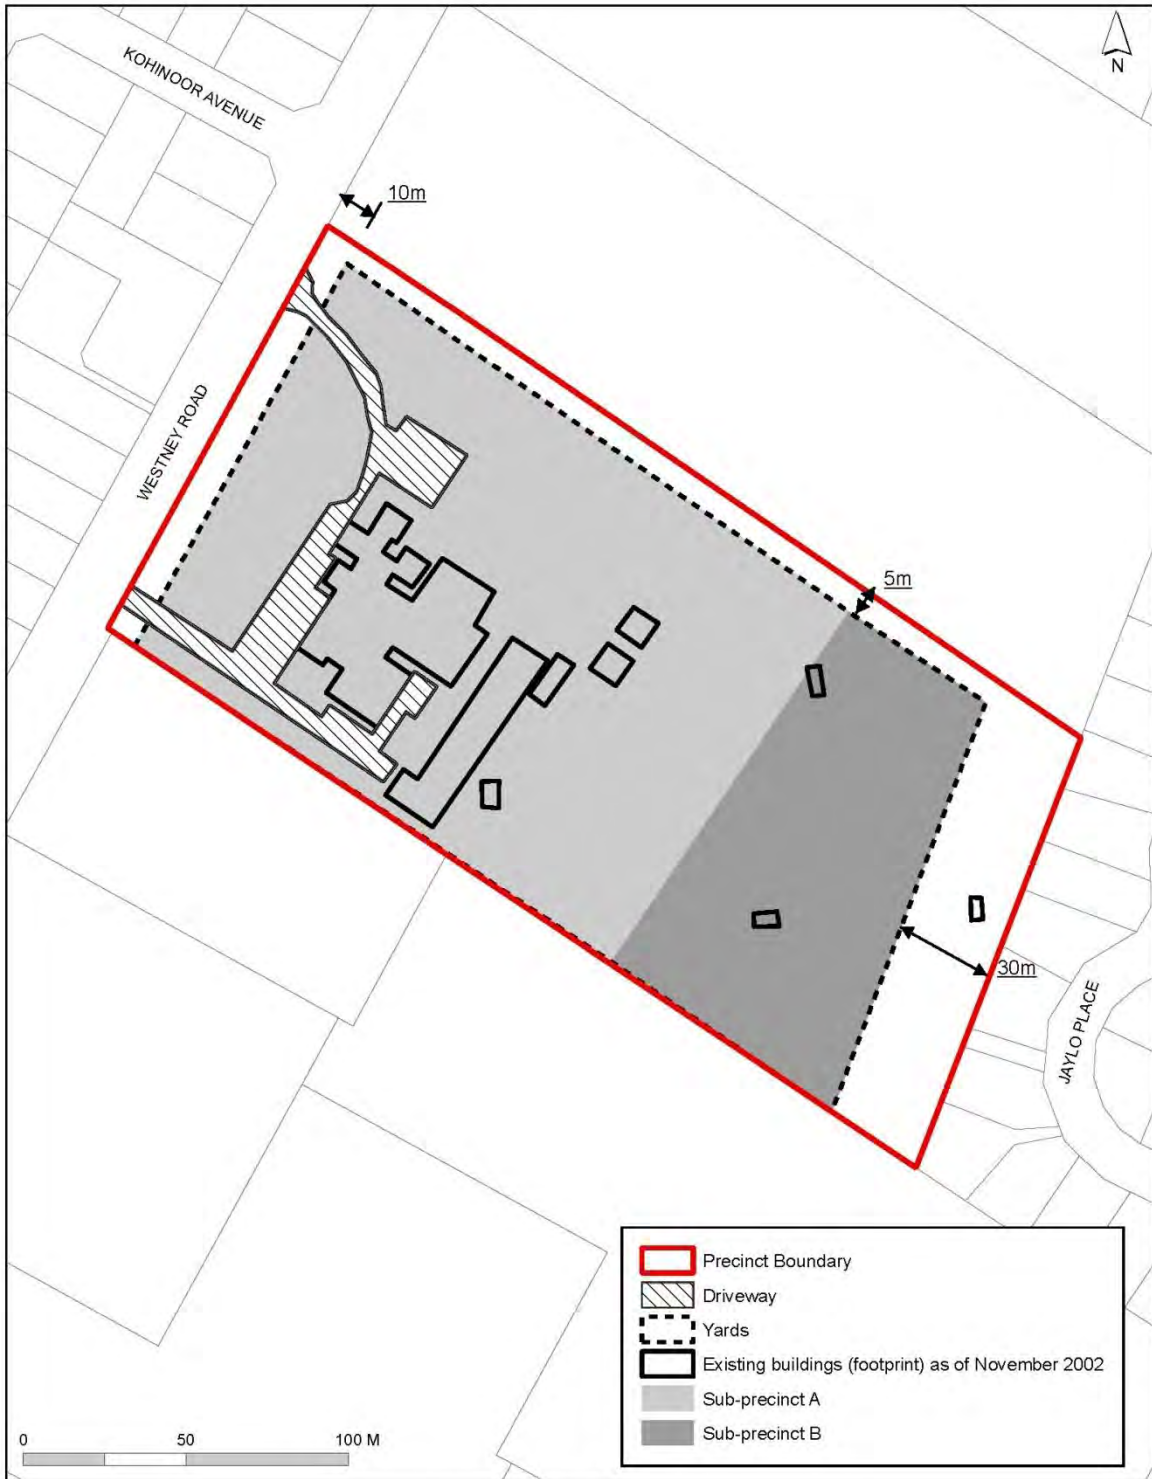 KOHINOOR AVENUE
N
10m
WESTNEY ROAD
5m
30m
JAYLO PLACE
Precinct Boundary
Driveway
Yards
Existing buildings (footprint) as of November 2002
Sub-precinct A
Sub-precinct B
0 50 100 M